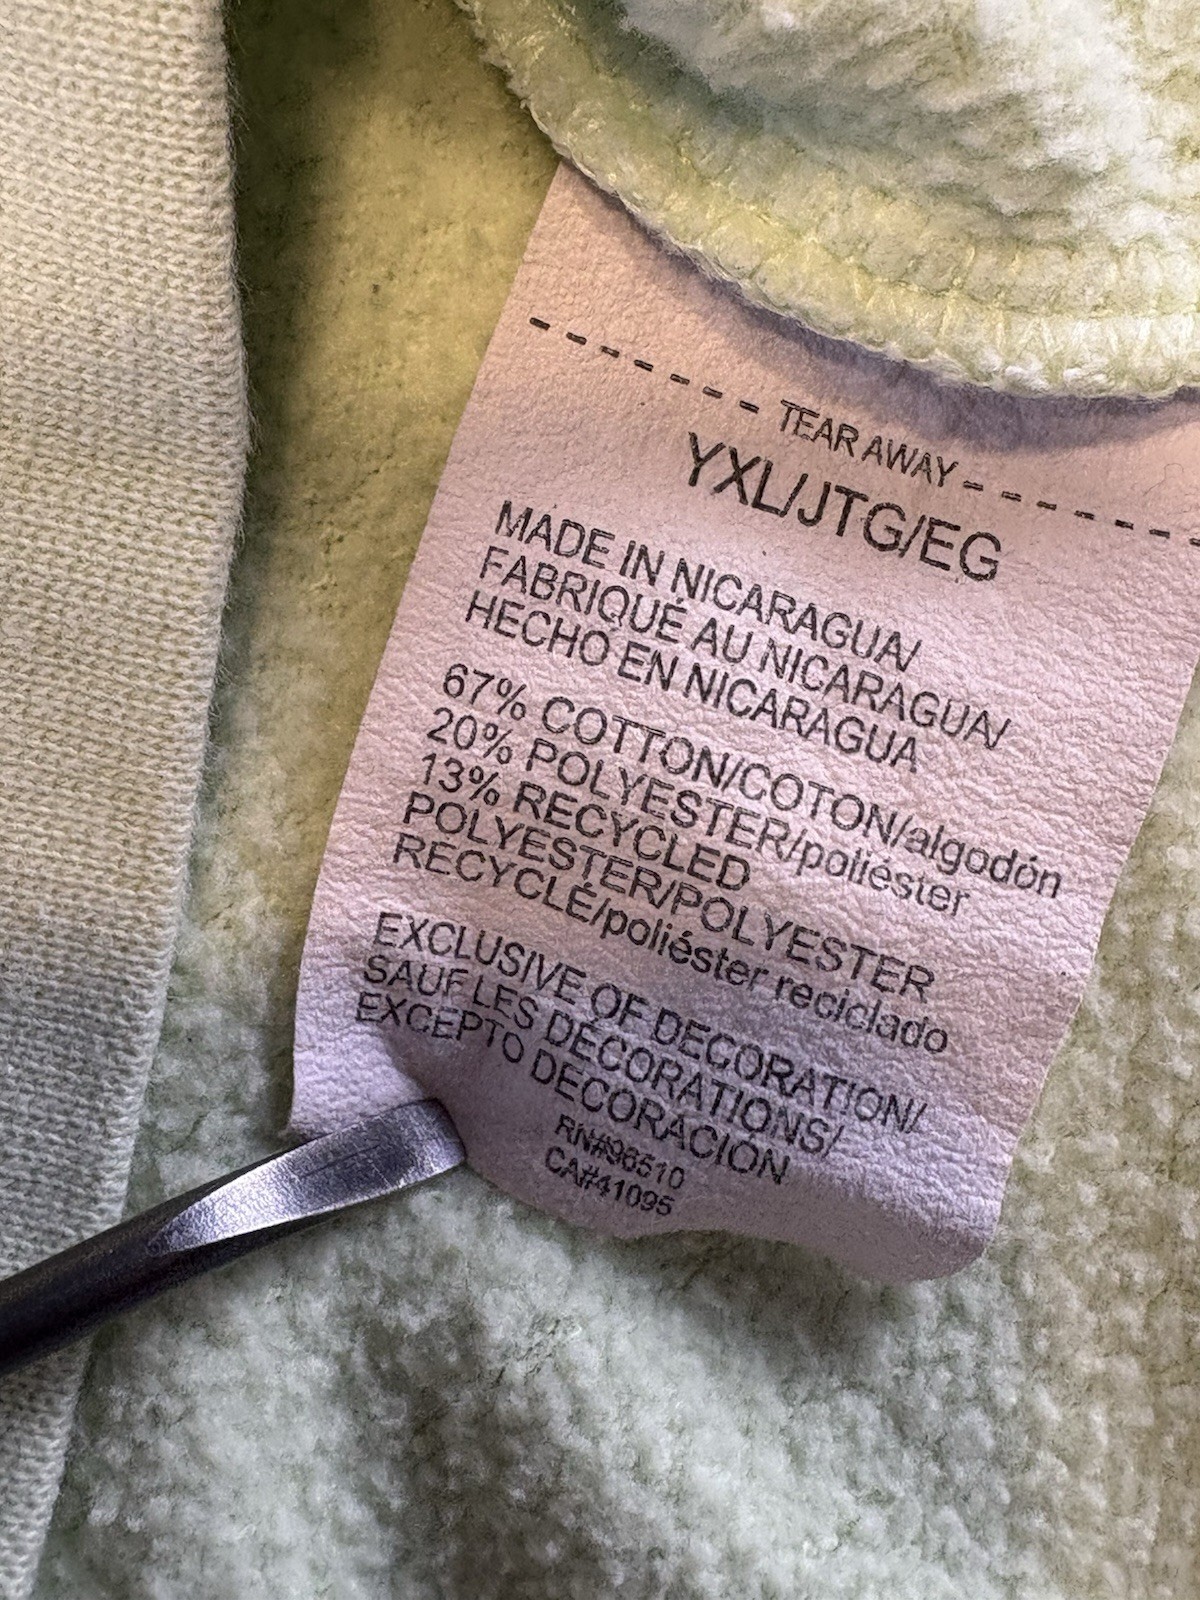 TEAR AWAY
YXL/JTG/EG
MADE IN NICARAGUA/
FABRIQUÉ AU NICARAGUA/
HECHO EN NICARAGUA
67% COTTON/COTON/algodón
20% POLYESTER/poliéster
13% RECYCLED
POLYESTER/POLYESTER
RECYCLÉ/poliéster reciclado
EXCLUSIVE OF DECORATION/
SAUF LES DÉCORATIONS/
EXCEPTO DECORACIÓN
RN#96510
CA#41095